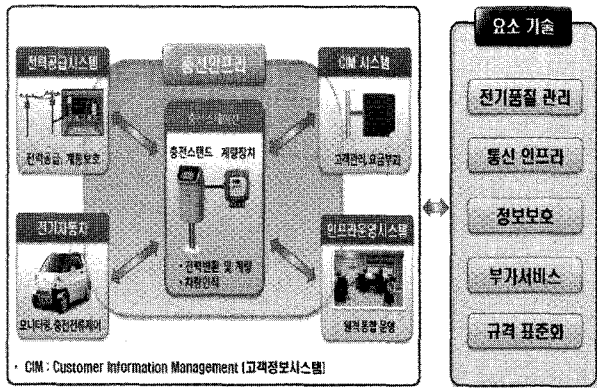 전력공급시스템
충전인프라
CIM 시스템
전력공급, 계통보호
충전스탠드 계량장치
고객관리, 요금부과
전기자동차
인프라운영시스템
모니터링, 충전전류제어
• 전력변환 및 계량
• 차량인식
원격 통합 운영
• CIM : Customer Information Management (고객정보시스템)
요소 기술
전기품질 관리
통신 인프라
정보보호
부가서비스
규격 표준화